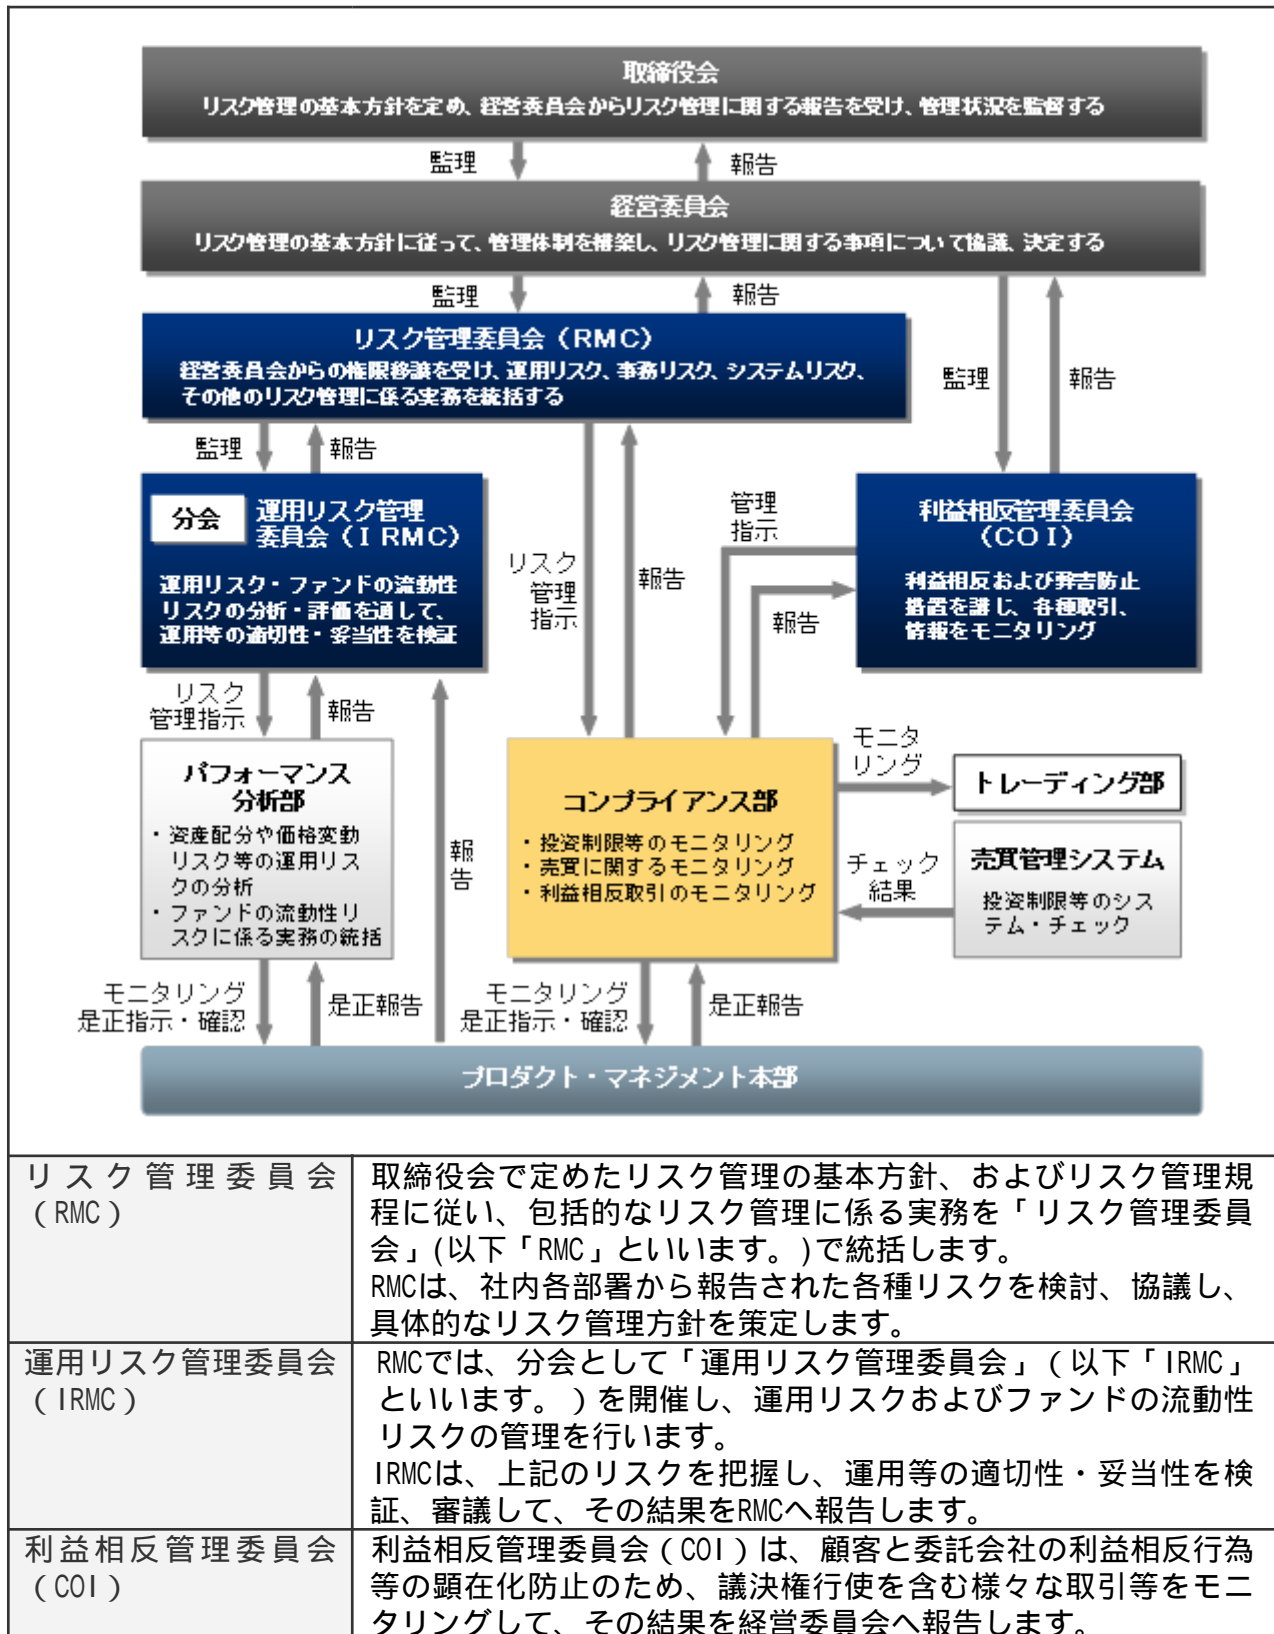 取締役会
リスク管理の基本方針を定め、経営委員会からリスク管理に関する報告を受け、管理状況を監督する
監理
報告
経営委員会
リスク管理の基本方針に従って、管理体制を構築し、リスク管理に関する事項について協議、決定する
監理
報告
リスク管理委員会（RMC）
経営委員会からの権限移譲を受け、運用リスク、事務リスク、システムリスク、
その他のリスク管理に係る実務を統括する
監理
報告
監理
報告
分会
運用リスク管理
委員会（IRMC）
運用リスク・ファンドの流動性
リスクの分析・評価を通して、
運用等の適切性・妥当性を検証
リスク
管理
指示
報告
管理
指示
報告
利益相反管理委員会
（COI）
利益相反および弊害防止
措置を講じ、各種取引、
情報をモニタリング
リスク
管理指示
報告
パフォーマンス
分析部
・資産配分や価格変動
リスク等の運用リス
クの分析
・ファンドの流動性リ
スクに係る実務の統括
報
告
コンプライアンス部
・投資制限等のモニタリング
・売買に関するモニタリング
・利益相反取引のモニタリング
モニタ
リング
トレーディング部
チェック
結果
売買管理システム
投資制限等のシス
テム・チェック
モニタリング
是正指示・確認
是正報告
モニタリング
是正指示・確認
是正報告
プロダクト・マネジメント本部
リスク管理委員会
（RMC）
取締役会で定めたリスク管理の基本方針、およびリスク管理規
程に従い、包括的なリスク管理に係る実務を「リスク管理委員
会」(以下「RMC」といいます。)で統括します。
RMCは、社内各部署から報告された各種リスクを検討、協議し、
具体的なリスク管理方針を策定します。
運用リスク管理委員会
（IRMC）
RMCでは、分会として「運用リスク管理委員会」（以下「IRMC」
といいます。）を開催し、運用リスクおよびファンドの流動性
リスクの管理を行います。
IRMCは、上記のリスクを把握し、運用等の適切性・妥当性を検
証、審議して、その結果をRMCへ報告します。
利益相反管理委員会
（COI）
利益相反管理委員会（COI）は、顧客と委託会社の利益相反行為
等の顕在化防止のため、議決権行使を含む様々な取引等をモニ
タリングして、その結果を経営委員会へ報告します。